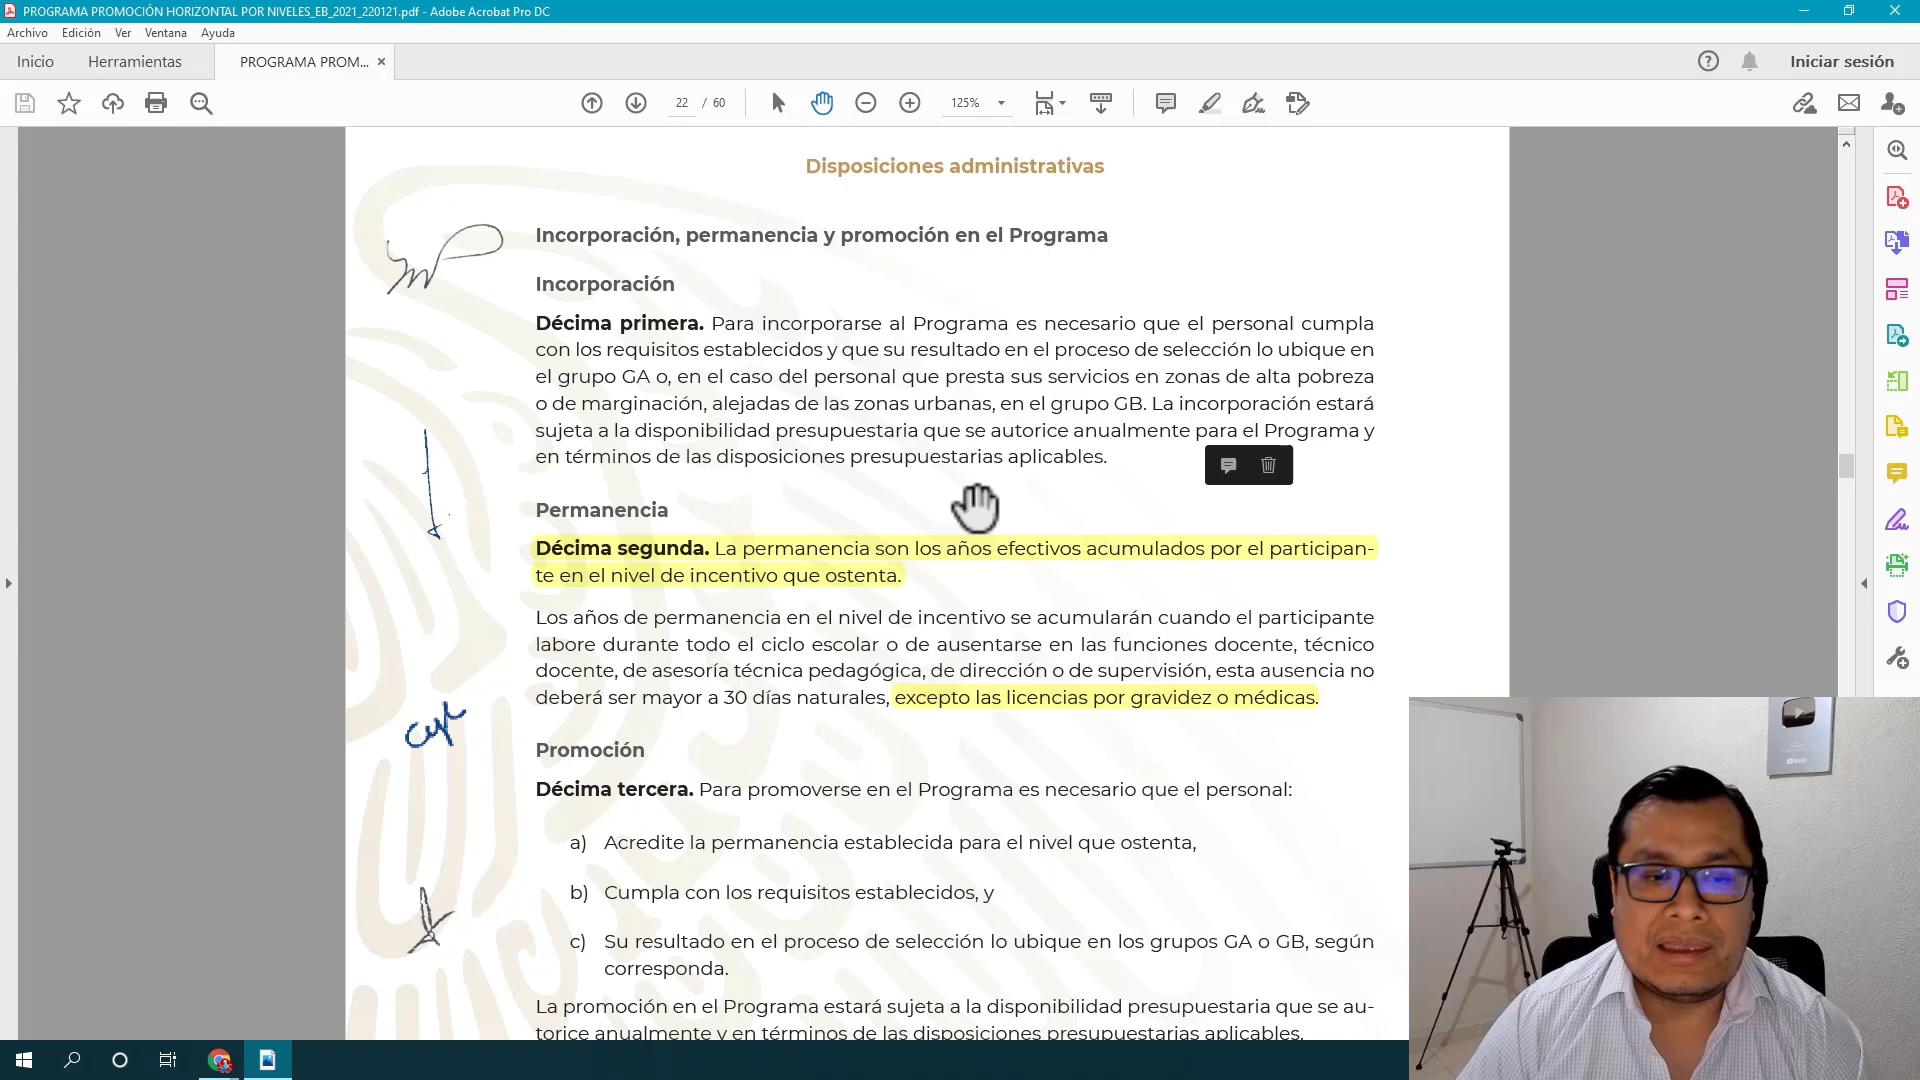 PROGRAMA PROMOCIÓN HORIZONTAL POR NIVELES_EB_2021_220121.pdf - Adobe Acrobat Pro DC
Archivo Edición Ver Ventana Ayuda
Inicio Herramientas PROGRAMA PROM... × Iniciar sesión
22 / 60 125%
Disposiciones administrativas
Incorporación, permanencia y promoción en el Programa
Incorporación
Décima primera. Para incorporarse al Programa es necesario que el personal cumpla
con los requisitos establecidos y que su resultado en el proceso de selección lo ubique en
el grupo GA o, en el caso del personal que presta sus servicios en zonas de alta pobreza
o de marginación, alejadas de las zonas urbanas, en el grupo GB. La incorporación estará
sujeta a la disponibilidad presupuestaria que se autorice anualmente para el Programa y
en términos de las disposiciones presupuestarias aplicables.
Permanencia
Décima segunda. La permanencia son los años efectivos acumulados por el participan-
te en el nivel de incentivo que ostenta.
Los años de permanencia en el nivel de incentivo se acumularán cuando el participante
labore durante todo el ciclo escolar o de ausentarse en las funciones docente, técnico
docente, de asesoría técnica pedagógica, de dirección o de supervisión, esta ausencia no
deberá ser mayor a 30 días naturales, excepto las licencias por gravidez o médicas.
Promoción
Décima tercera. Para promoverse en el Programa es necesario que el personal:
a) Acredite la permanencia establecida para el nivel que ostenta,
b) Cumpla con los requisitos establecidos, y
c) Su resultado en el proceso de selección lo ubique en los grupos GA o GB, según
corresponda.
La promoción en el Programa estará sujeta a la disponibilidad presupuestaria que se au-
torice anualmente y en términos de las disposiciones presupuestarias aplicables.